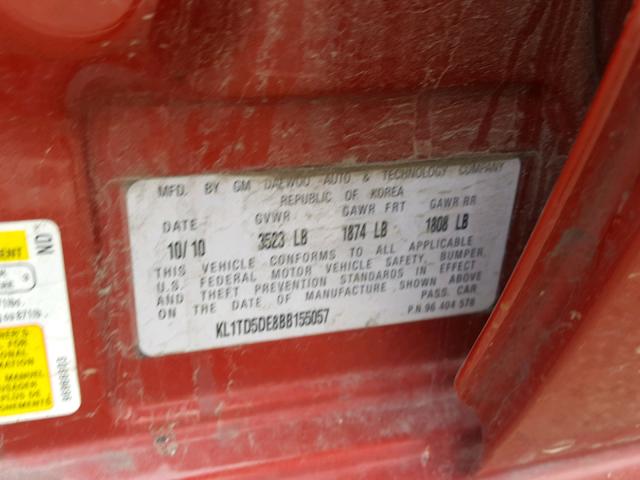 MFD. BY GM DAEWOO AUTO & TECHNOLOGY COMPANY
REPUBLIC OF KOREA
DATE GVWR GAWR FRT GAWR RR
10/10 3523 LB 1874 LB 1808 LB
THIS VEHICLE CONFORMS TO ALL APPLICABLE
U.S. FEDERAL MOTOR VEHICLE SAFETY, BUMPER,
AND THEFT PREVENTION STANDARDS IN EFFECT
ON THE DATE OF MANUFACTURE SHOWN ABOVE
PASS. CAR
KL1TD5DE8BB155057
P.N. 96 404 578
ND